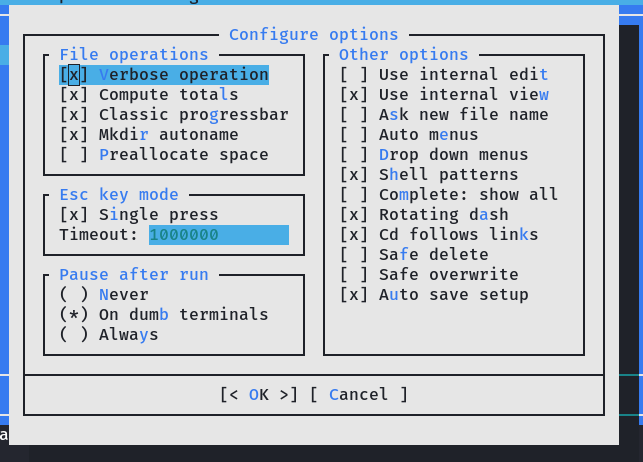 Configure options
File operations
[x] Verbose operation
[x] Compute totals
[x] Classic progressbar
[x] Mkdir autoname
[ ] Preallocate space
Esc key mode
[x] Single press
Timeout: 1000000
Pause after run
( ) Never
(*) On dumb terminals
( ) Always
Other options
[ ] Use internal edit
[x] Use internal view
[ ] Ask new file name
[ ] Auto menus
[ ] Drop down menus
[x] Shell patterns
[ ] Complete: show all
[x] Rotating dash
[x] Cd follows links
[ ] Safe delete
[ ] Safe overwrite
[x] Auto save setup
[< OK >] [ Cancel ]